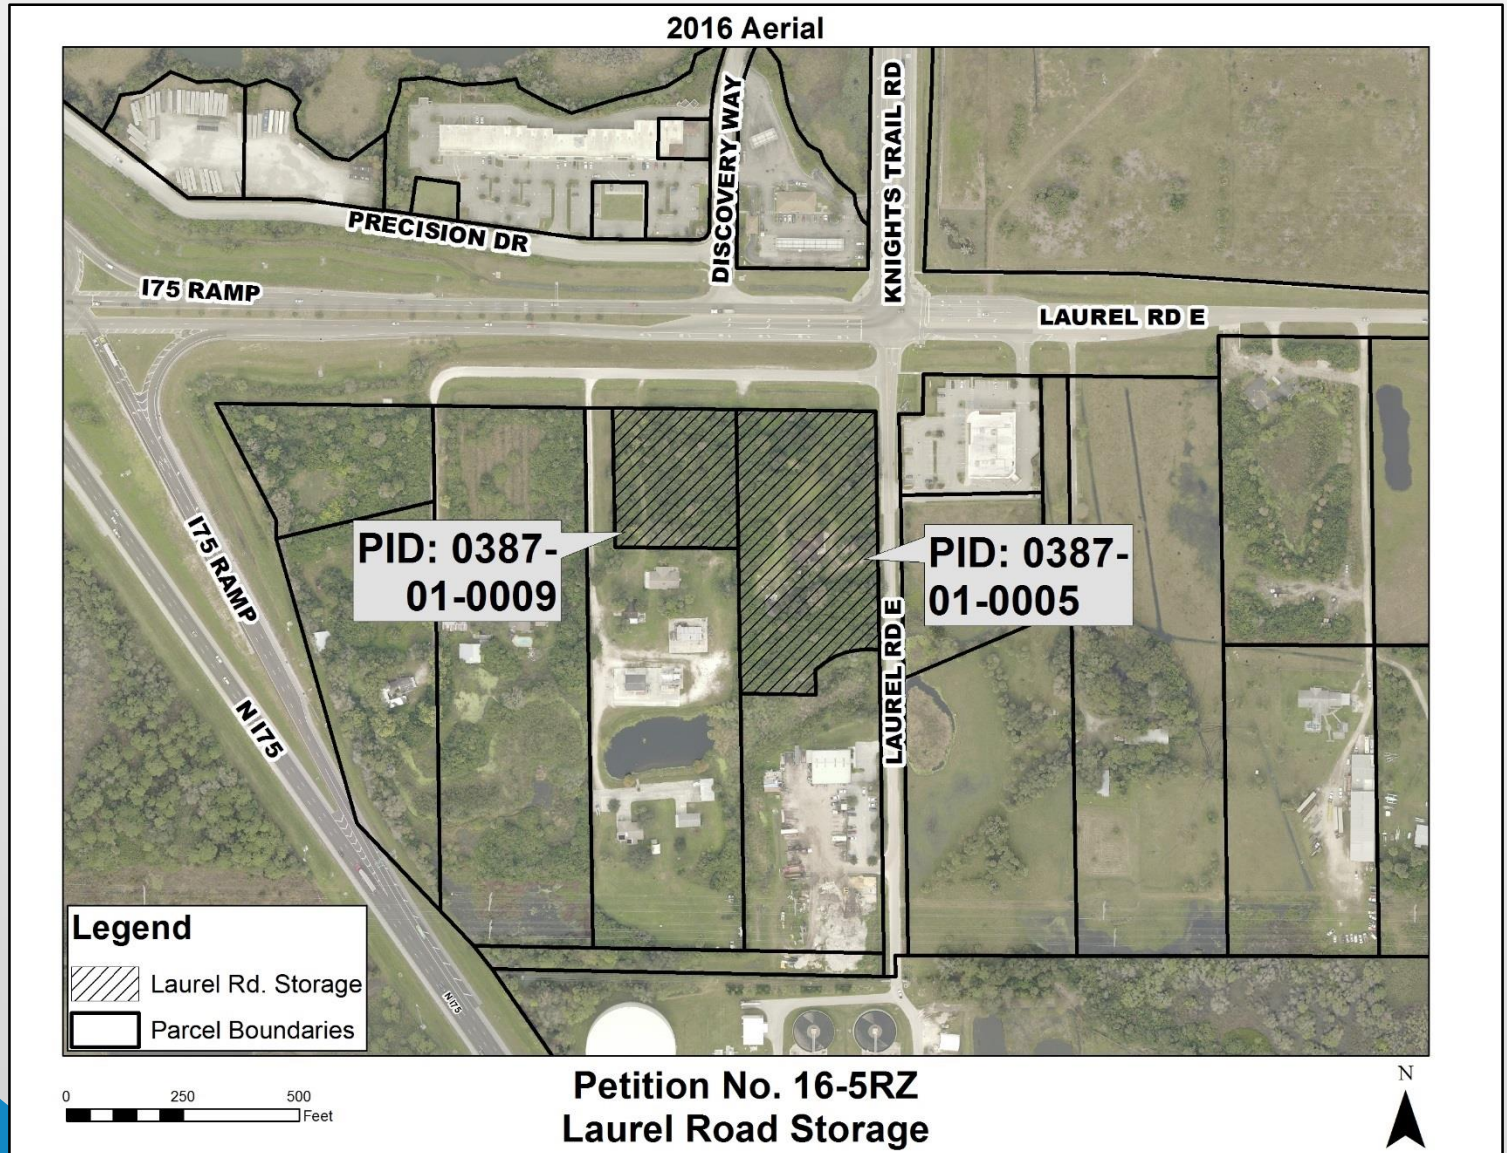 2016 Aerial
DISCOVERY WAY
KNIGHTS TRAIL RD
PRECISION DR
I75 RAMP
LAUREL RD E
I75 RAMP
PID: 0387-
01-0009
PID: 0387-
01-0005
LAUREL RD E
N I75
N I75
Legend
Laurel Rd. Storage
Parcel Boundaries
0 250 500
Feet
Petition No. 16-5RZ
Laurel Road Storage
N